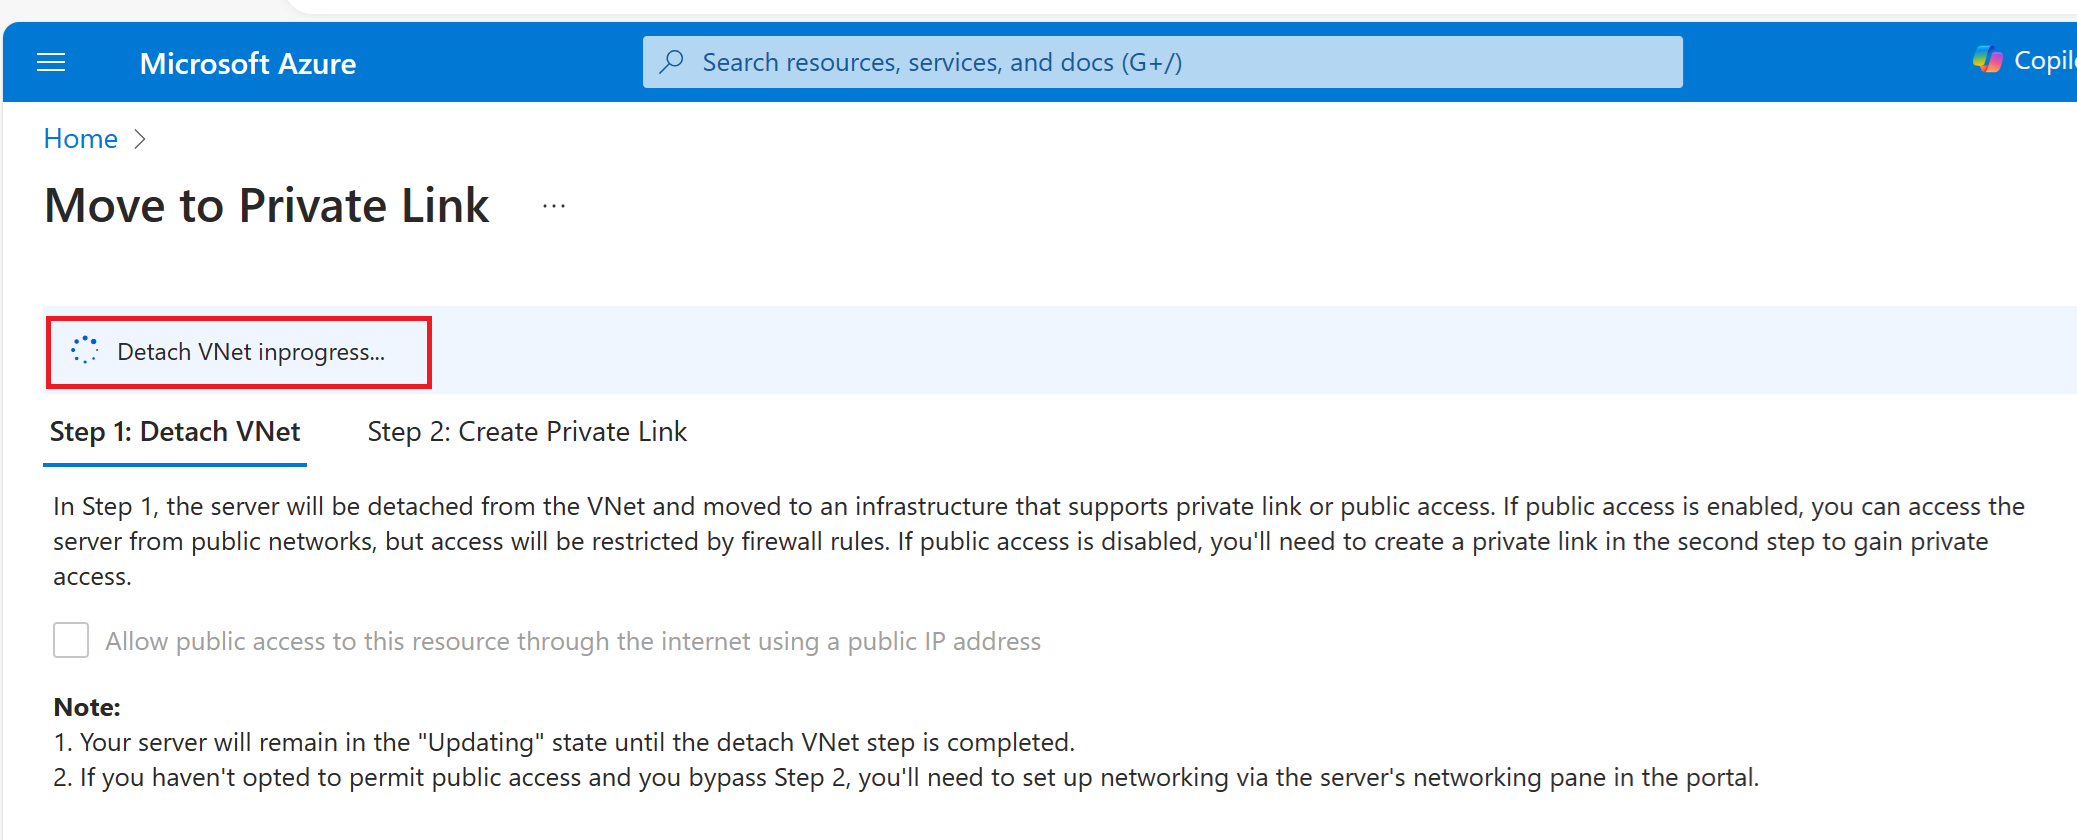 Microsoft Azure
Search resources, services, and docs (G+/)
Home
Move to Private Link
Detach VNet inprogress...
Step 1: Detach VNet
Step 2: Create Private Link
In Step 1, the server will be detached from the VNet and moved to an infrastructure that supports private link or public access. If public access is enabled, you can access the
server from public networks, but access will be restricted by firewall rules. If public access is disabled, you'll need to create a private link in the second step to gain private
access.
Allow public access to this resource through the internet using a public IP address
Note:
1. Your server will remain in the "Updating" state until the detach VNet step is completed.
2. If you haven't opted to permit public access and you bypass Step 2, you'll need to set up networking via the server's networking pane in the portal.